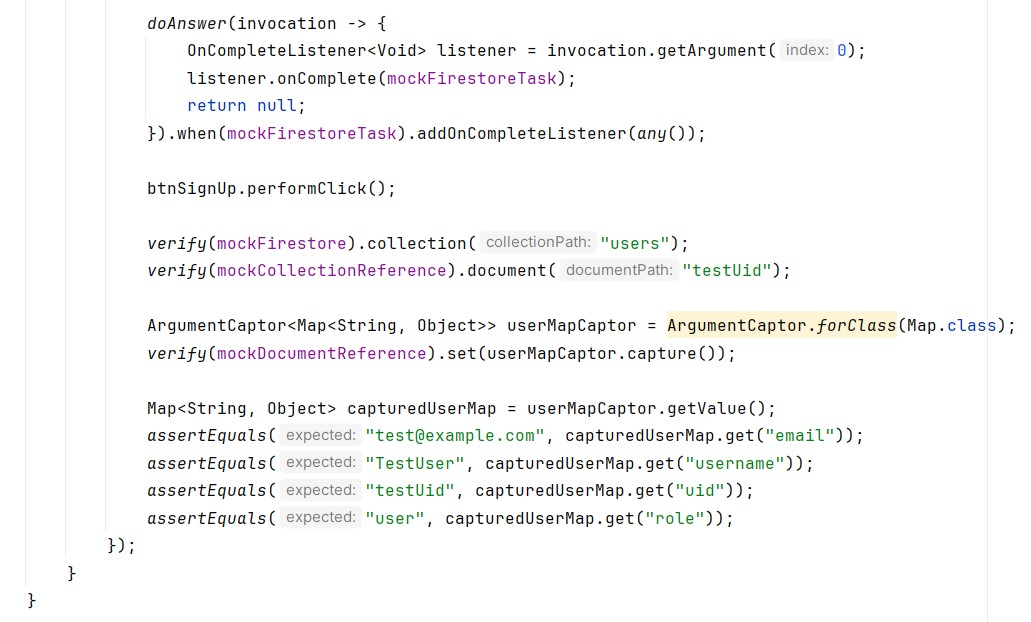 doAnswer(invocation -> {
OnCompleteListener<Void> listener = invocation.getArgument( index: 0);
listener.onComplete(mockFirestoreTask);
return null;
}).when(mockFirestoreTask).addOnCompleteListener(any());
btnSignUp.performClick();
verify(mockFirestore).collection( collectionPath: "users");
verify(mockCollectionReference).document( documentPath: "testUid");
ArgumentCaptor<Map<String, Object>> userMapCaptor = ArgumentCaptor.forClass(Map.class);
verify(mockDocumentReference).set(userMapCaptor.capture());
Map<String, Object> capturedUserMap = userMapCaptor.getValue();
assertEquals( expected: "test@example.com", capturedUserMap.get("email"));
assertEquals( expected: "TestUser", capturedUserMap.get("username"));
assertEquals( expected: "testUid", capturedUserMap.get("uid"));
assertEquals( expected: "user", capturedUserMap.get("role"));
});
}
}